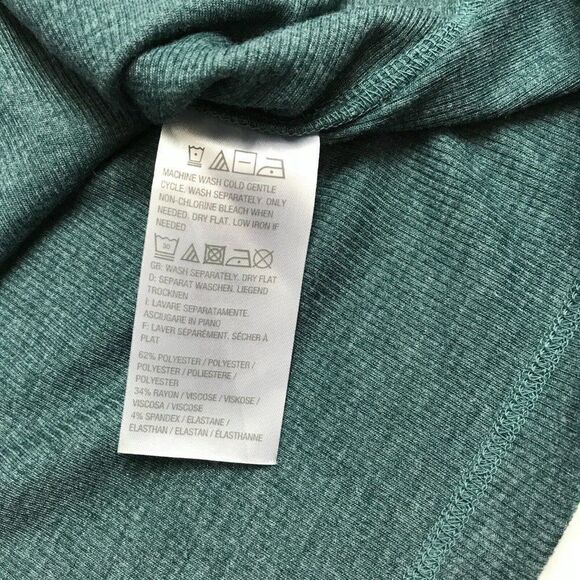 MACHINE WASH COLD GENTLE
CYCLE. WASH SEPARATELY. ONLY
NON-CHLORINE BLEACH WHEN
NEEDED. DRY FLAT. LOW IRON IF
NEEDED
30
GB: WASH SEPARATELY. DRY FLAT
D: SEPARAT WASCHEN. LIEGEND
TROCKNEN
I: LAVARE SEPARATAMENTE.
ASCIUGARE IN PIANO
F: LAVER SÉPARÉMENT. SÉCHER À
PLAT
62% POLYESTER / POLYESTER /
POLYESTER / POLIESTERE /
POLYESTER
34% RAYON / VISCOSE / VISKOSE /
VISCOSA / VISCOSE
4% SPANDEX / ELASTANE /
ELASTHAN / ELASTAN / ÉLASTHANNE